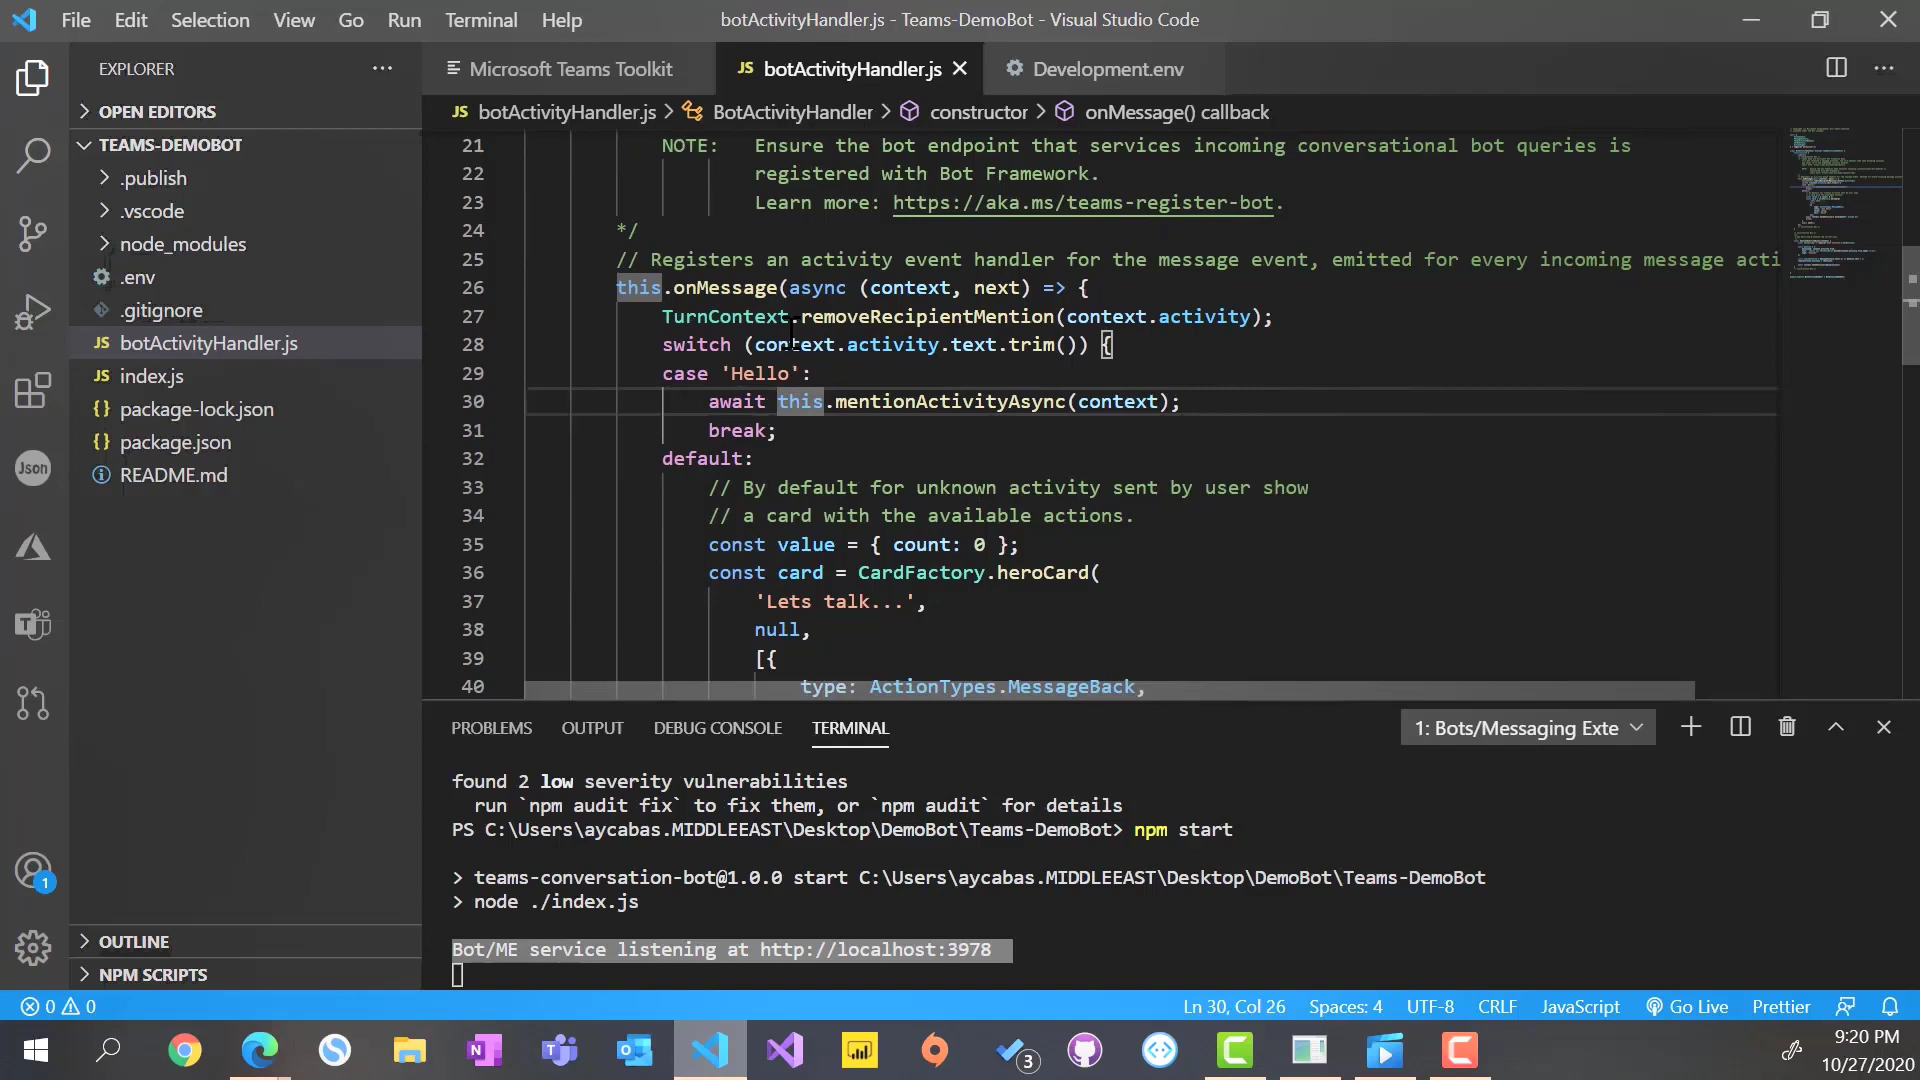 File Edit Selection View Go Run Terminal Help botActivityHandler.js - Teams-DemoBot - Visual Studio Code
EXPLORER
OPEN EDITORS
TEAMS-DEMOBOT
.publish
.vscode
node_modules
.env
.gitignore
JS botActivityHandler.js
JS index.js
{} package-lock.json
{} package.json
README.md
OUTLINE
NPM SCRIPTS
Json
1
Microsoft Teams Toolkit JS botActivityHandler.js Development.env
JS botActivityHandler.js > BotActivityHandler > constructor > onMessage() callback
21 NOTE: Ensure the bot endpoint that services incoming conversational bot queries is
22 registered with Bot Framework.
23 Learn more: https://aka.ms/teams-register-bot.
24 */
25 // Registers an activity event handler for the message event, emitted for every incoming message acti
26 this.onMessage(async (context, next) => {
27 TurnContext.removeRecipientMention(context.activity);
28 switch (context.activity.text.trim()) {
29 case 'Hello':
30 await this.mentionActivityAsync(context);
31 break;
32 default:
33 // By default for unknown activity sent by user show
34 // a card with the available actions.
35 const value = { count: 0 };
36 const card = CardFactory.heroCard(
37 'Lets talk...',
38 null,
39 [{
40 type: ActionTypes.MessageBack,
PROBLEMS OUTPUT DEBUG CONSOLE TERMINAL 1: Bots/Messaging Exte
found 2 low severity vulnerabilities
run `npm audit fix` to fix them, or `npm audit` for details
PS C:\Users\aycabas.MIDDLEEAST\Desktop\DemoBot\Teams-DemoBot> npm start
> teams-conversation-bot@1.0.0 start C:\Users\aycabas.MIDDLEEAST\Desktop\DemoBot\Teams-DemoBot
> node ./index.js
Bot/ME service listening at http://localhost:3978
0 0 Ln 30, Col 26 Spaces: 4 UTF-8 CRLF JavaScript Go Live Prettier
3
9:20 PM
10/27/2020